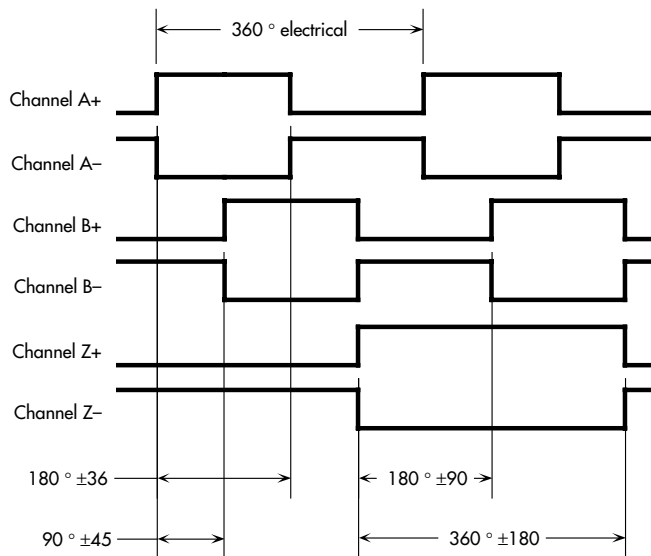 360 ° electrical
Channel A+
Channel A–
Channel B+
Channel B–
Channel Z+
Channel Z–
180 ° ±36
180 ° ±90
90 ° ±45
360 ° ±180